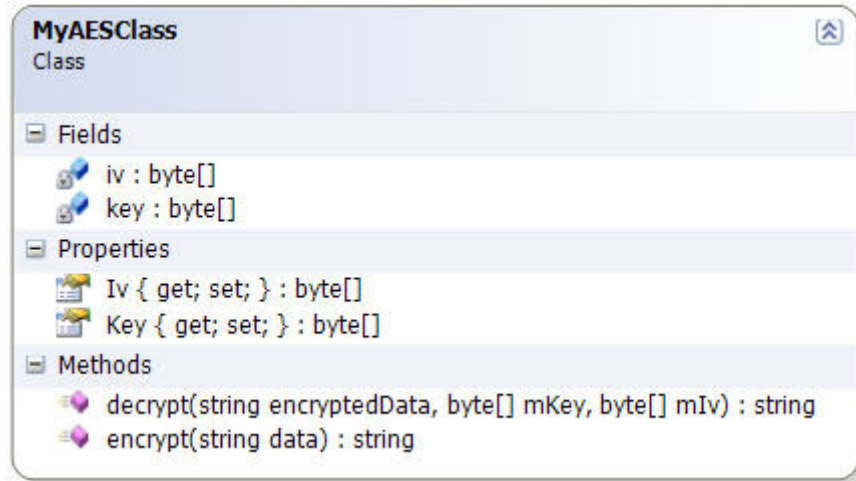 MyAESClass
Class
Fields
iv : byte[]
key : byte[]
Properties
Iv { get; set; } : byte[]
Key { get; set; } : byte[]
Methods
decrypt(string encryptedData, byte[] mKey, byte[] mIv) : string
encrypt(string data) : string